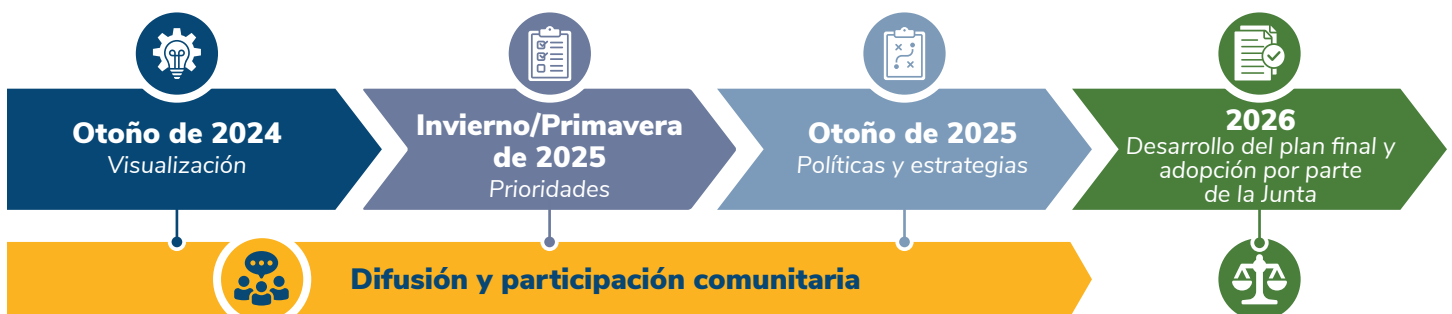 Otoño de 2024
Visualización
Invierno/Primavera
de 2025
Prioridades
Otoño de 2025
Políticas y estrategias
2026
Desarrollo del plan final y
adopción por parte
de la Junta
Difusión y participación comunitaria